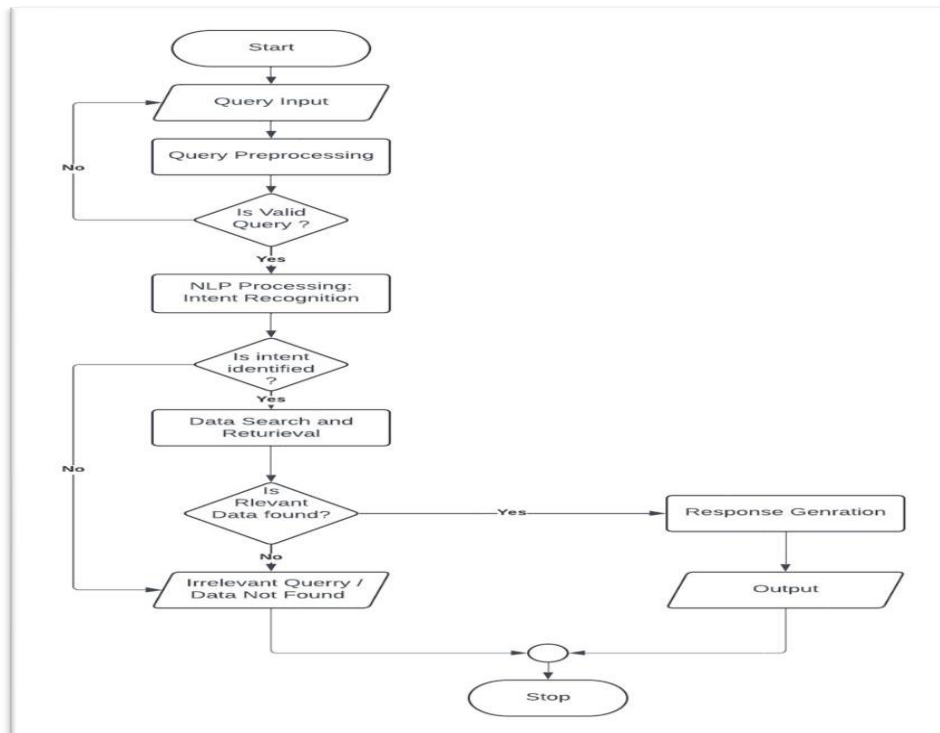 Start
Query Input
Query Preprocessing
No
Is Valid
Query ?
Yes
NLP Processing:
Intent Recognition
Is intent
identified
?
Yes
Data Search and
Returieval
No
Is
Rlevant
Data found?
Yes
Response Genration
No
Irrelevant Querry /
Data Not Found
Output
Stop